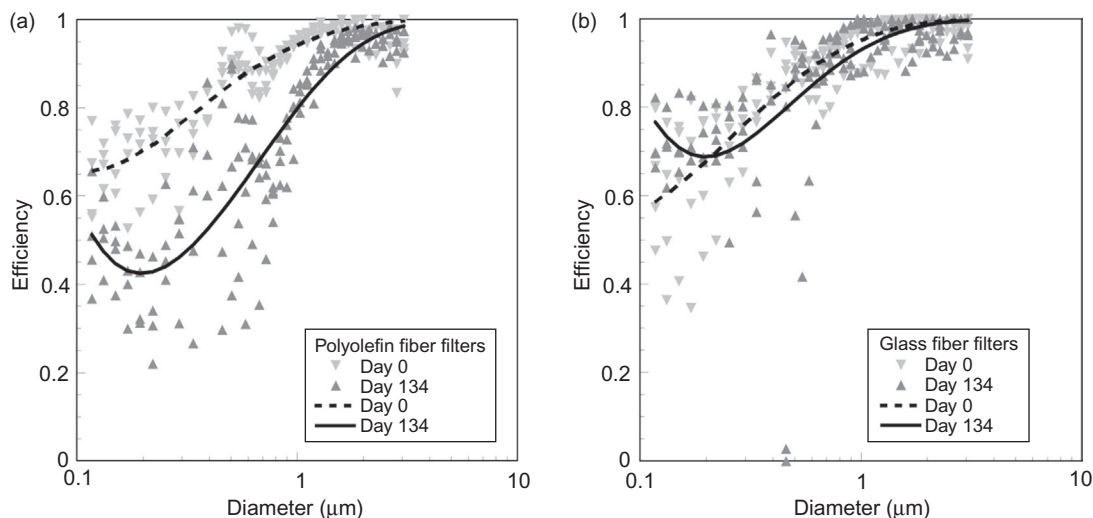 (a)
1
0.8
0.6
0.4
0.2
0
Efficiency
0.1
1
10
Diameter (μm)
Polyolefin fiber filters
Day 0
Day 134
Day 0
Day 134
(b)
1
0.8
0.6
0.4
0.2
0
Efficiency
0.1
1
10
Diameter (μm)
Glass fiber filters
Day 0
Day 134
Day 0
Day 134